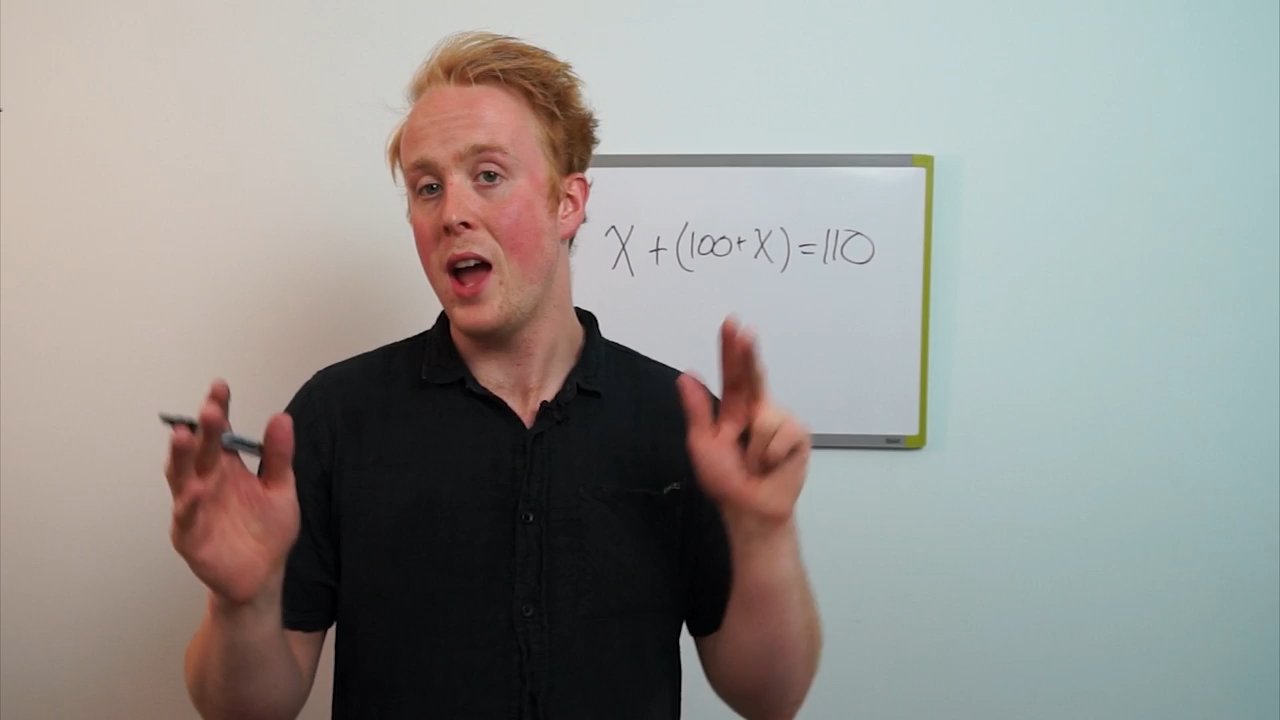 X + (100 + X) = 110